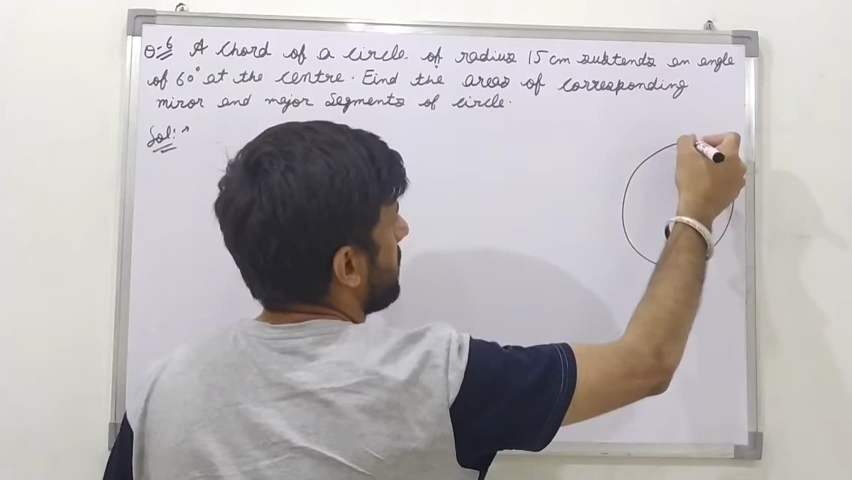 Q-6 A Chord of a circle of radius 15 cm subtends an angle
of 60° at the centre. Find the areas of corresponding
minor and major Segments of circle.
Sol:-